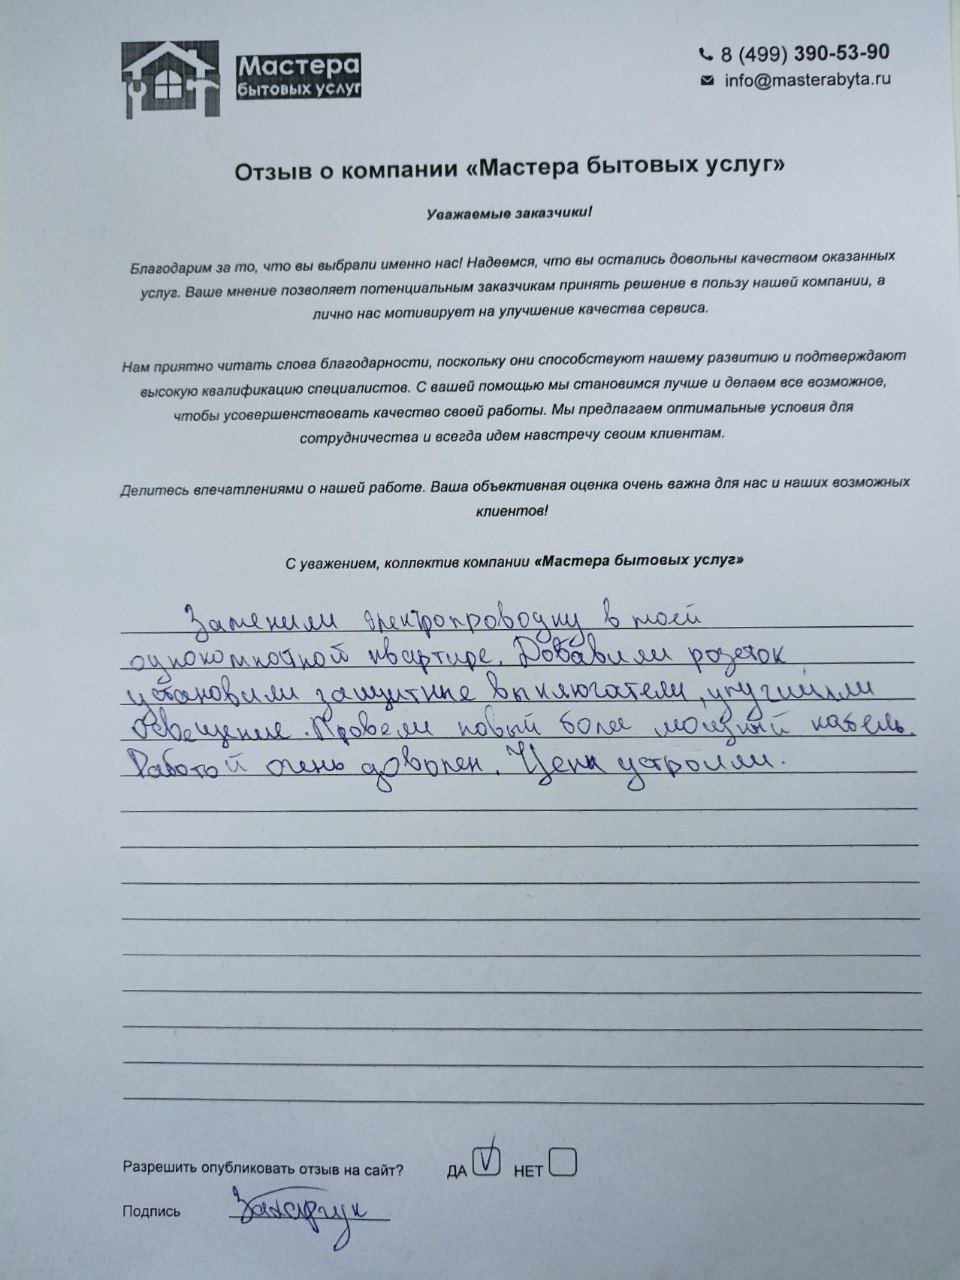 Мастера
бытовых услуг
8 (499) 390-53-90
info@masterabyta.ru
Отзыв о компании «Мастера бытовых услуг»
Уважаемые заказчики!
Благодарим за то, что вы выбрали именно нас! Надеемся, что вы остались довольны качеством оказанных
услуг. Ваше мнение позволяет потенциальным заказчикам принять решение в пользу нашей компании, а
лично нас мотивирует на улучшение качества сервиса.
Нам приятно читать слова благодарности, поскольку они способствуют нашему развитию и подтверждают
высокую квалификацию специалистов. С вашей помощью мы становимся лучше и делаем все возможное,
чтобы усовершенствовать качество своей работы. Мы предлагаем оптимальные условия для
сотрудничества и всегда идем навстречу своим клиентам.
Делитесь впечатлениями о нашей работе. Ваша объективная оценка очень важна для нас и наших возможных
клиентов!
С уважением, коллектив компании «Мастера бытовых услуг»
Заменили электропроводку в моей
однокомнатной квартире. Добавили розеток
установили защитные выключатели, улучшили
освещение. Провели новый более мощный кабель.
Работой очень доволен. Цена устроили.
Разрешить опубликовать отзыв на сайт? ДА НЕТ
Подпись Захарчук